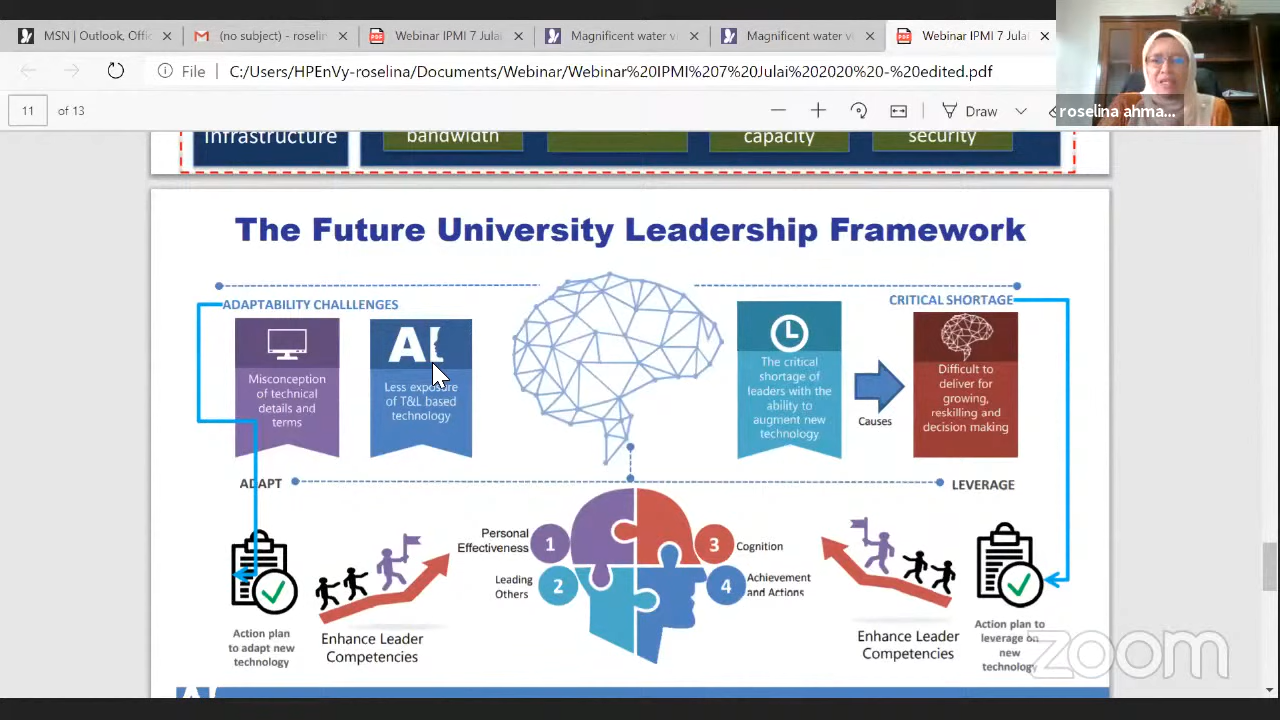 MSN | Outlook, Offic
(no subject) - roselin
Webinar IPMI 7 Julai
Magnificent water v
Magnificent water v
Webinar IPMI 7 Julai
File
C:/Users/HPEnVy-roselina/Documents/Webinar/Webinar%20IPMI%207%20Julai%202020%20-%20edited.pdf
11 of 13
Draw
roselina ahma...
infrastructure
bandwidth
capacity
security
The Future University Leadership Framework
ADAPTABILITY CHALLLENGES
CRITICAL SHORTAGE
Misconception
of technical
details and
terms
AI
Less exposure
of T&L based
technology
The critical
shortage of
leaders with the
ability to
augment new
technology
Causes
Difficult to
deliver for
growing,
reskilling and
decision making
ADAPT
LEVERAGE
Personal
Effectiveness
1
Leading
Others
2
3
Cognition
4
Achievement
and Actions
Action plan
to adapt new
technology
Enhance Leader
Competencies
Enhance Leader
Competencies
Action plan to
leverage on
new
technology
zoom